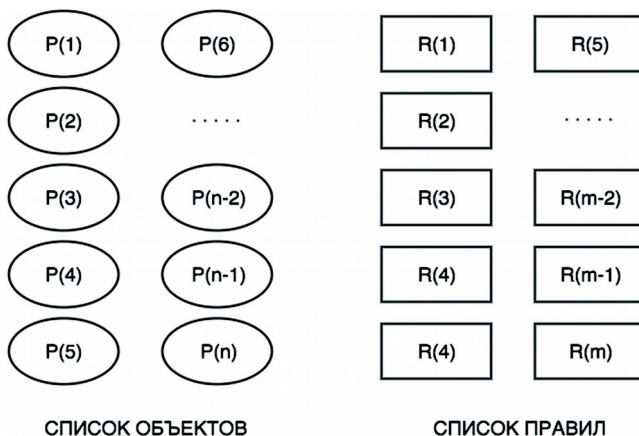 P(1) P(6) R(1) R(5)
P(2) ..... R(2) .....
P(3) P(n-2) R(3) R(m-2)
P(4) P(n-1) R(4) R(m-1)
P(5) P(n) R(4) R(m)
СПИСОК ОБЪЕКТОВ СПИСОК ПРАВИЛ